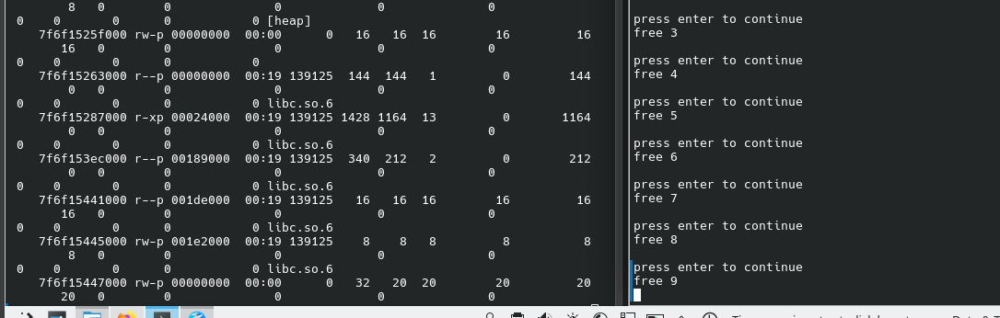 8 0 0 0 0 0
0 0 0 0 0 [heap]
7f6f1525f000 rw-p 00000000 00:00 0 16 16 16 16 16
16 0 0 0 0 0
0 0 0 0 0
7f6f15263000 r--p 00000000 00:19 139125 144 144 1 0 144
0 0 0 0 0 0
0 0 0 0 0 libc.so.6
7f6f15287000 r-xp 00024000 00:19 139125 1428 1164 13 0 1164
0 0 0 0 0 0
0 0 0 0 0 libc.so.6
7f6f153ec000 r--p 00189000 00:19 139125 340 212 2 0 212
0 0 0 0 0 0
0 0 0 0 0 libc.so.6
7f6f15441000 r--p 001de000 00:19 139125 16 16 16 16 16
16 0 0 0 0 0
0 0 0 0 0 libc.so.6
7f6f15445000 rw-p 001e2000 00:19 139125 8 8 8 8 8
8 0 0 0 0 0
0 0 0 0 0 libc.so.6
7f6f15447000 rw-p 00000000 00:00 0 32 20 20 20 20
20 0 0 0 0 0
press enter to continue
free 3
press enter to continue
free 4
press enter to continue
free 5
press enter to continue
free 6
press enter to continue
free 7
press enter to continue
free 8
press enter to continue
free 9